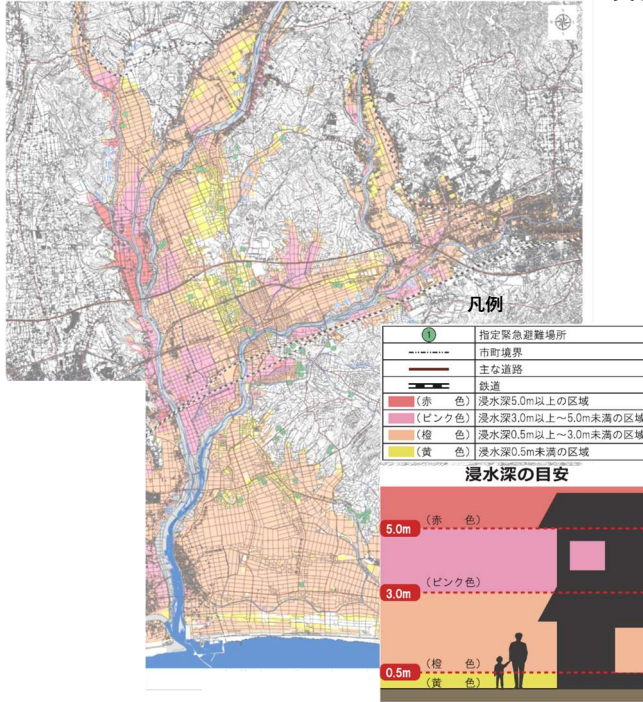 凡例
① 指定緊急避難場所
市町境界
主な道路
鉄道
(赤 色) 浸水深5.0m以上の区域
(ピンク色) 浸水深3.0m以上～5.0m未満の区域
(橙 色) 浸水深0.5m以上～3.0m未満の区域
(黄 色) 浸水深0.5m未満の区域
浸水深の目安
(赤 色)
5.0m
(ピンク色)
3.0m
(橙 色)
0.5m
(黄 色)